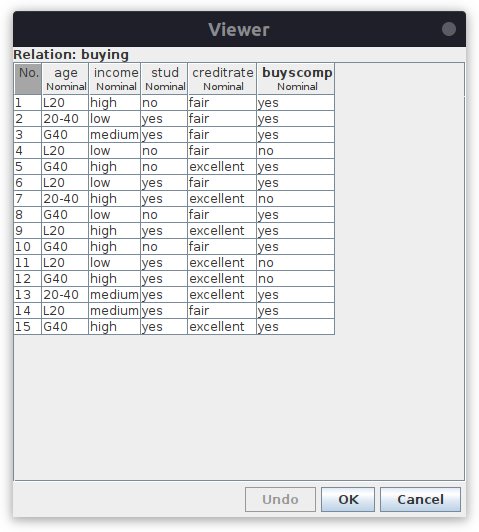 Viewer
Relation: buying
No. age income stud creditrate buyscomp
Nominal Nominal Nominal Nominal Nominal
1 L20 high no fair yes
2 20-40 low yes fair yes
3 G40 medium yes fair yes
4 L20 low no fair no
5 G40 high no excellent yes
6 L20 low yes fair yes
7 20-40 high yes excellent no
8 G40 low no fair yes
9 L20 high yes excellent yes
10 G40 high no fair yes
11 L20 low yes excellent no
12 G40 high yes excellent no
13 20-40 medium yes excellent yes
14 L20 medium yes fair yes
15 G40 high yes excellent yes
Undo OK Cancel